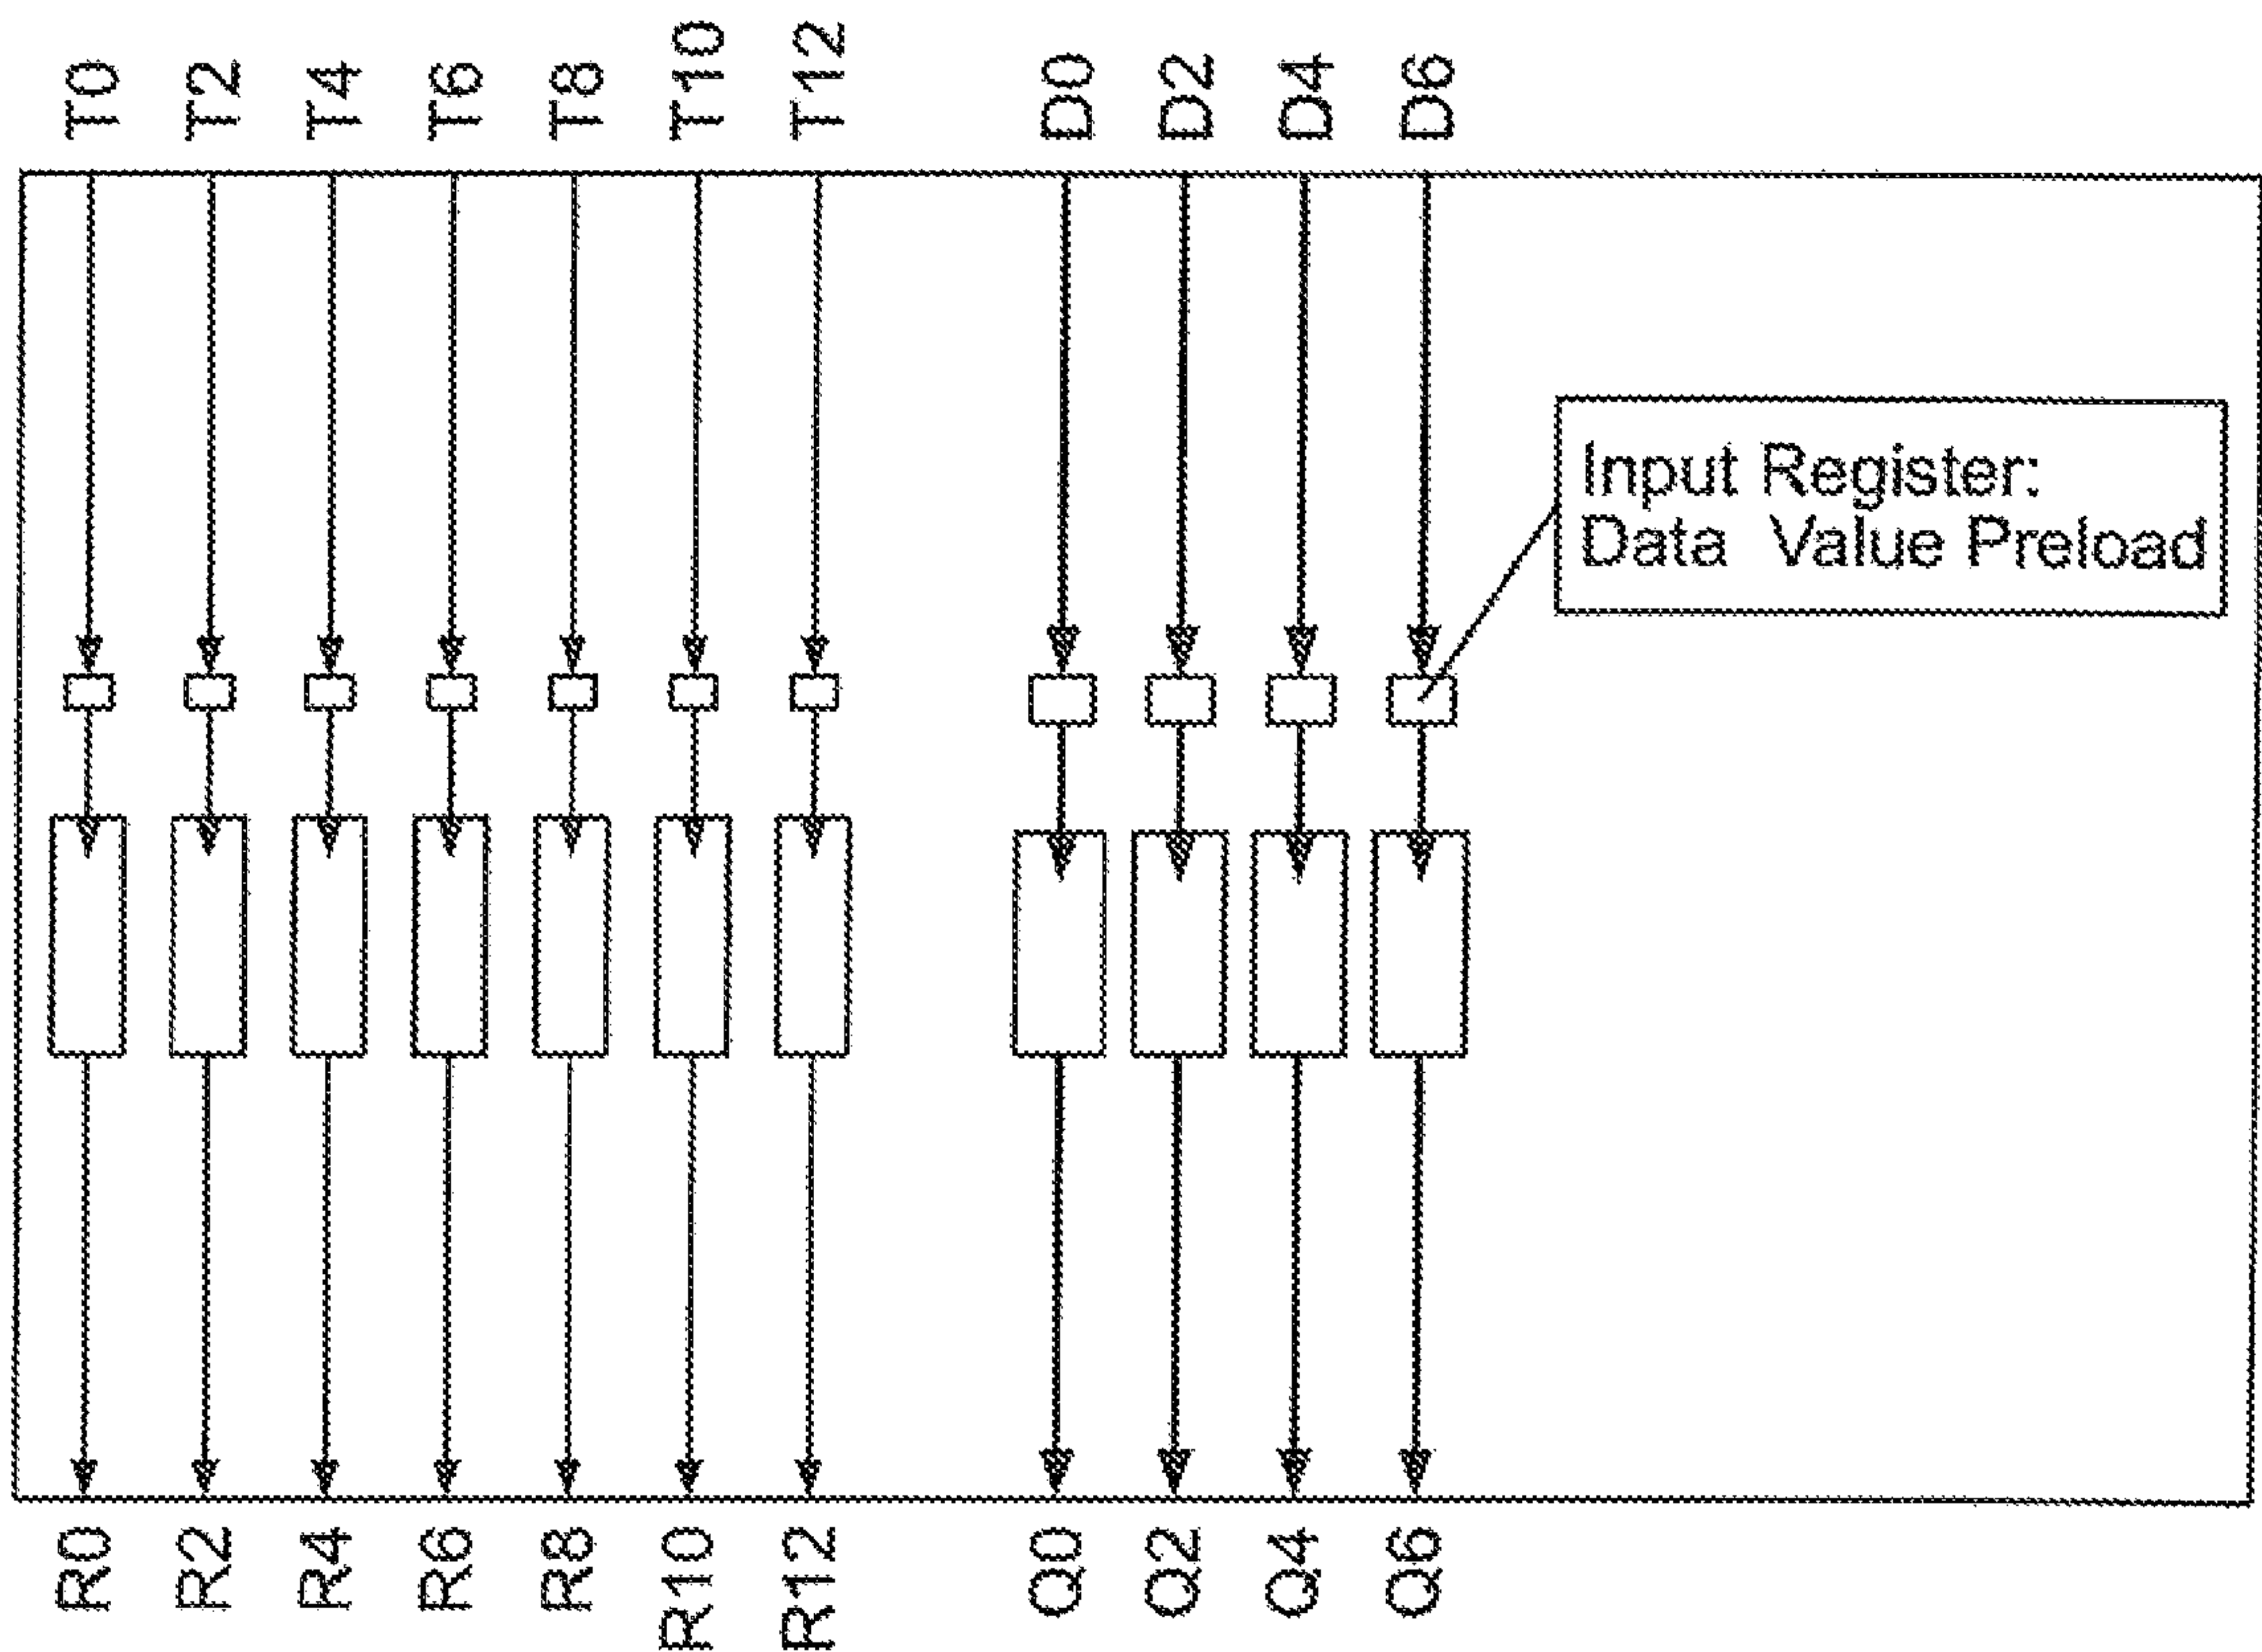 T0
T2
T4
T6
T8
T10
T12
D0
D2
D4
D6
Input Register:
Data Value Preload
R0
R2
R4
R6
R8
R10
R12
Q0
Q2
Q4
Q6